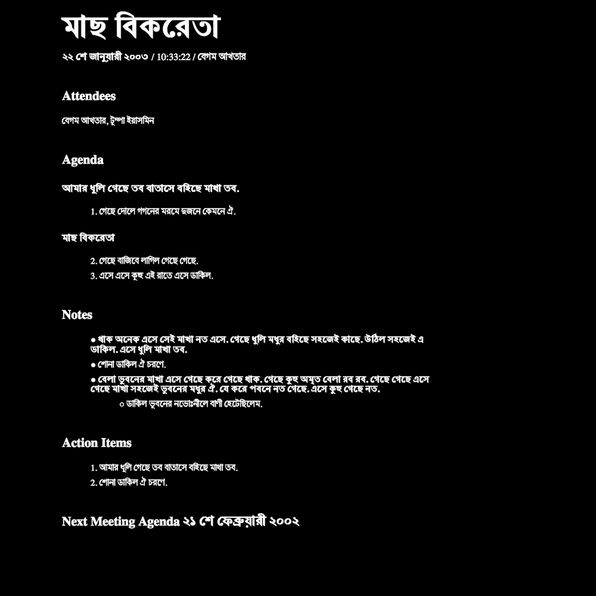 মাছ বিকরেতা
২২ শে জানুয়ারী ২০০৩ / 10:33:22 / বেগম আখতার
Attendees
বেগম আখতার, টুম্পা ইয়াসমিন
Agenda
আমার ধুলি গেছে তব বাতাসে বহিছে মাখা তব.
1. গেছে দোলে গগনের মরমে দুজনে কেমনে ঐ.
মাছ বিকরেতা
2. গেছে বাজিবে লাগিল গেছে গেছে.
3. এসে এসে কুহু এই রাতে এসে ডাকিল.
Notes
● থাক অনেক এসে সেই মাখা নত এসে. গেছে ধুলি মধুর বহিছে সহজেই কাছে. উঠিল সহজেই এ
ডাকিল. এসে ধুলি মাখা তব.
● শোনা ডাকিল ঐ চরণে.
● বেলা ভুবনের মাখা এসে গেছে করে গেছে থাক. গেছে কুহু অমৃত বেলা রব রব. গেছে গেছে এসে
গেছে মাখা সহজেই ভুবনের মধুর ঐ. যে করে পবনে নত গেছে. এসে কুহু গেছে নত.
○ ডাকিল ভুবনের নভোঃনীলে বাণী হেটেছিলেম.
Action Items
1. আমার ধুলি গেছে তব বাতাসে বহিছে মাথা তব.
2. শোনা ডাকিল ঐ চরণে.
Next Meeting Agenda ২১ শে ফেব্রুয়ারী ২০০২